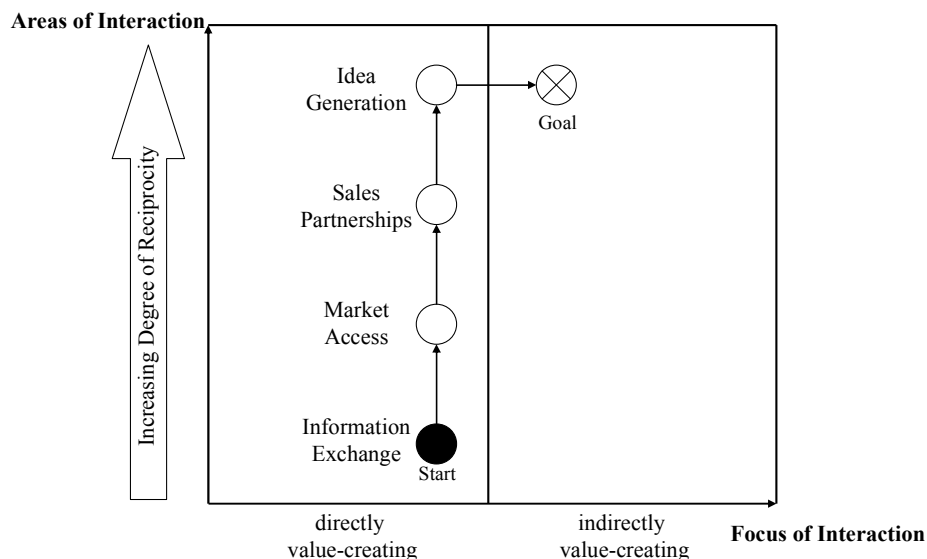 Areas of Interaction
Increasing Degree of Reciprocity
Idea
Generation
Goal
Sales
Partnerships
Market
Access
Information
Exchange
Start
directly
value-creating
indirectly
value-creating
Focus of Interaction